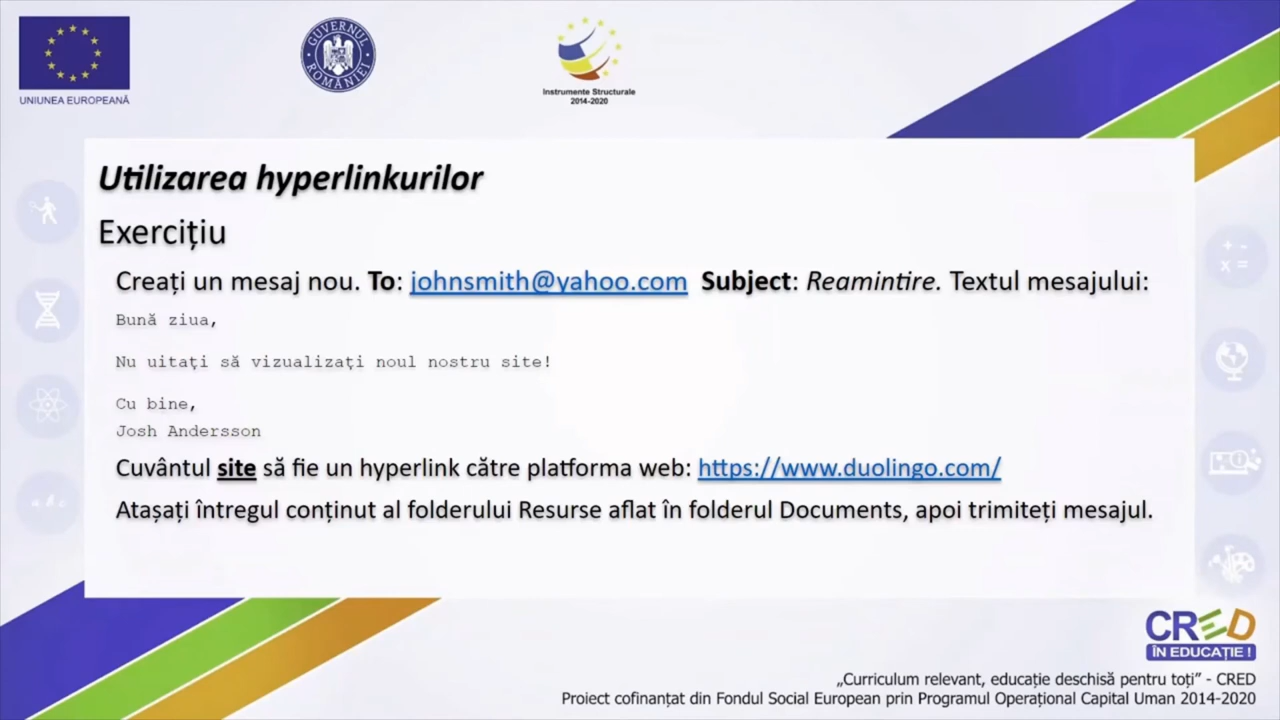 UNIUNEA EUROPEANĂ
GUVERNUL ROMÂNIEI
Instrumente Structurale
2014-2020
Utilizarea hyperlinkurilor
Exercițiu
Creați un mesaj nou. To: johnsmith@yahoo.com Subject: Reamintire. Textul mesajului:
Bună ziua,
Nu uitați să vizualizați noul nostru site!
Cu bine,
Josh Andersson
Cuvântul site să fie un hyperlink către platforma web: https://www.duolingo.com/
Atașați întregul conținut al folderului Resurse aflat în folderul Documents, apoi trimiteți mesajul.
a b c
+ -
x =
CRED
ÎN EDUCAȚIE !
„Curriculum relevant, educație deschisă pentru toți” - CRED
Proiect cofinanțat din Fondul Social European prin Programul Operațional Capital Uman 2014-2020